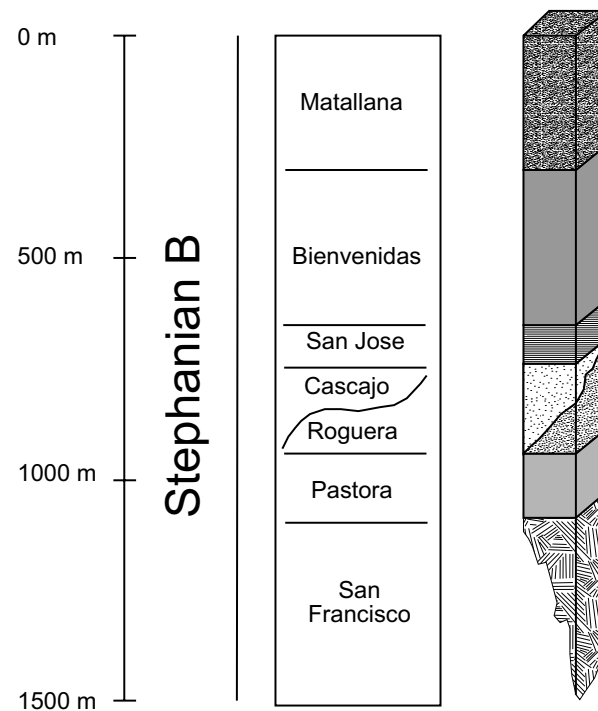 0 m
500 m
1000 m
1500 m
Stephanian B
Matallana
Bienvenidas
San Jose
Cascajo
Roguera
Pastora
San
Francisco